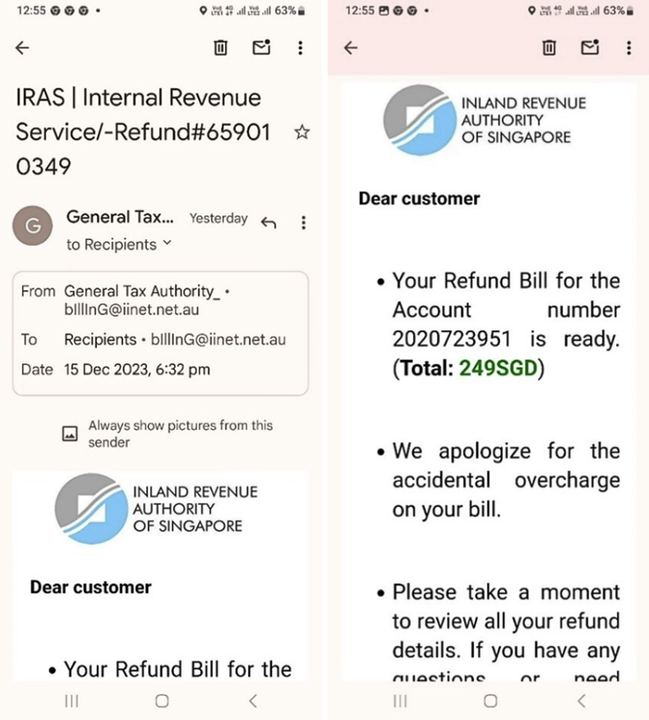 12:55
63%
IRAS | Internal Revenue
Service/-Refund#65901
0349
G
General Tax...
Yesterday
to Recipients
From General Tax Authority_ •
bIllInG@iinet.net.au
To Recipients • bIllInG@iinet.net.au
Date 15 Dec 2023, 6:32 pm
Always show pictures from this
sender
INLAND REVENUE
AUTHORITY
OF SINGAPORE
Dear customer
• Your Refund Bill for the
12:55
63%
INLAND REVENUE
AUTHORITY
OF SINGAPORE
Dear customer
• Your Refund Bill for the
Account number
2020723951 is ready.
(Total: 249SGD)
• We apologize for the
accidental overcharge
on your bill.
• Please take a moment
to review all your refund
details. If you have any
questions or need